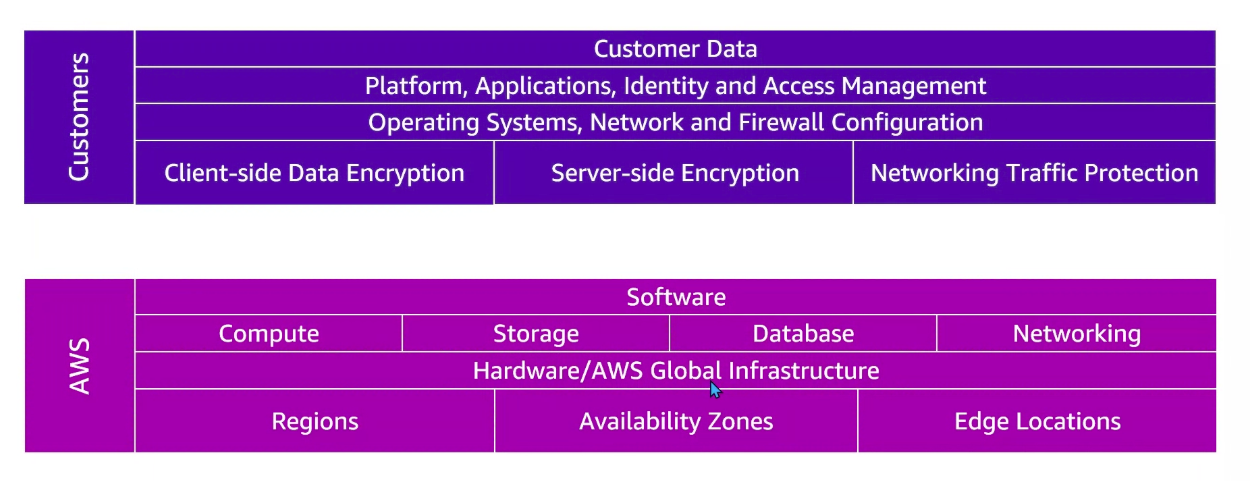 Customers
Customer Data
Platform, Applications, Identity and Access Management
Operating Systems, Network and Firewall Configuration
Client-side Data Encryption
Server-side Encryption
Networking Traffic Protection
AWS
Software
Compute
Storage
Database
Networking
Hardware/AWS Global Infrastructure
Regions
Availability Zones
Edge Locations